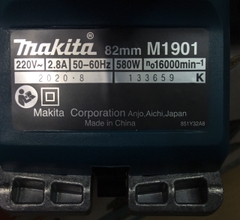 makita 82mm M1901
220V~ 2.8A 50-60Hz 580W n₀16000min⁻¹
2020-8 133659 K
Makita Corporation Anjo, Aichi, Japan
Made in China